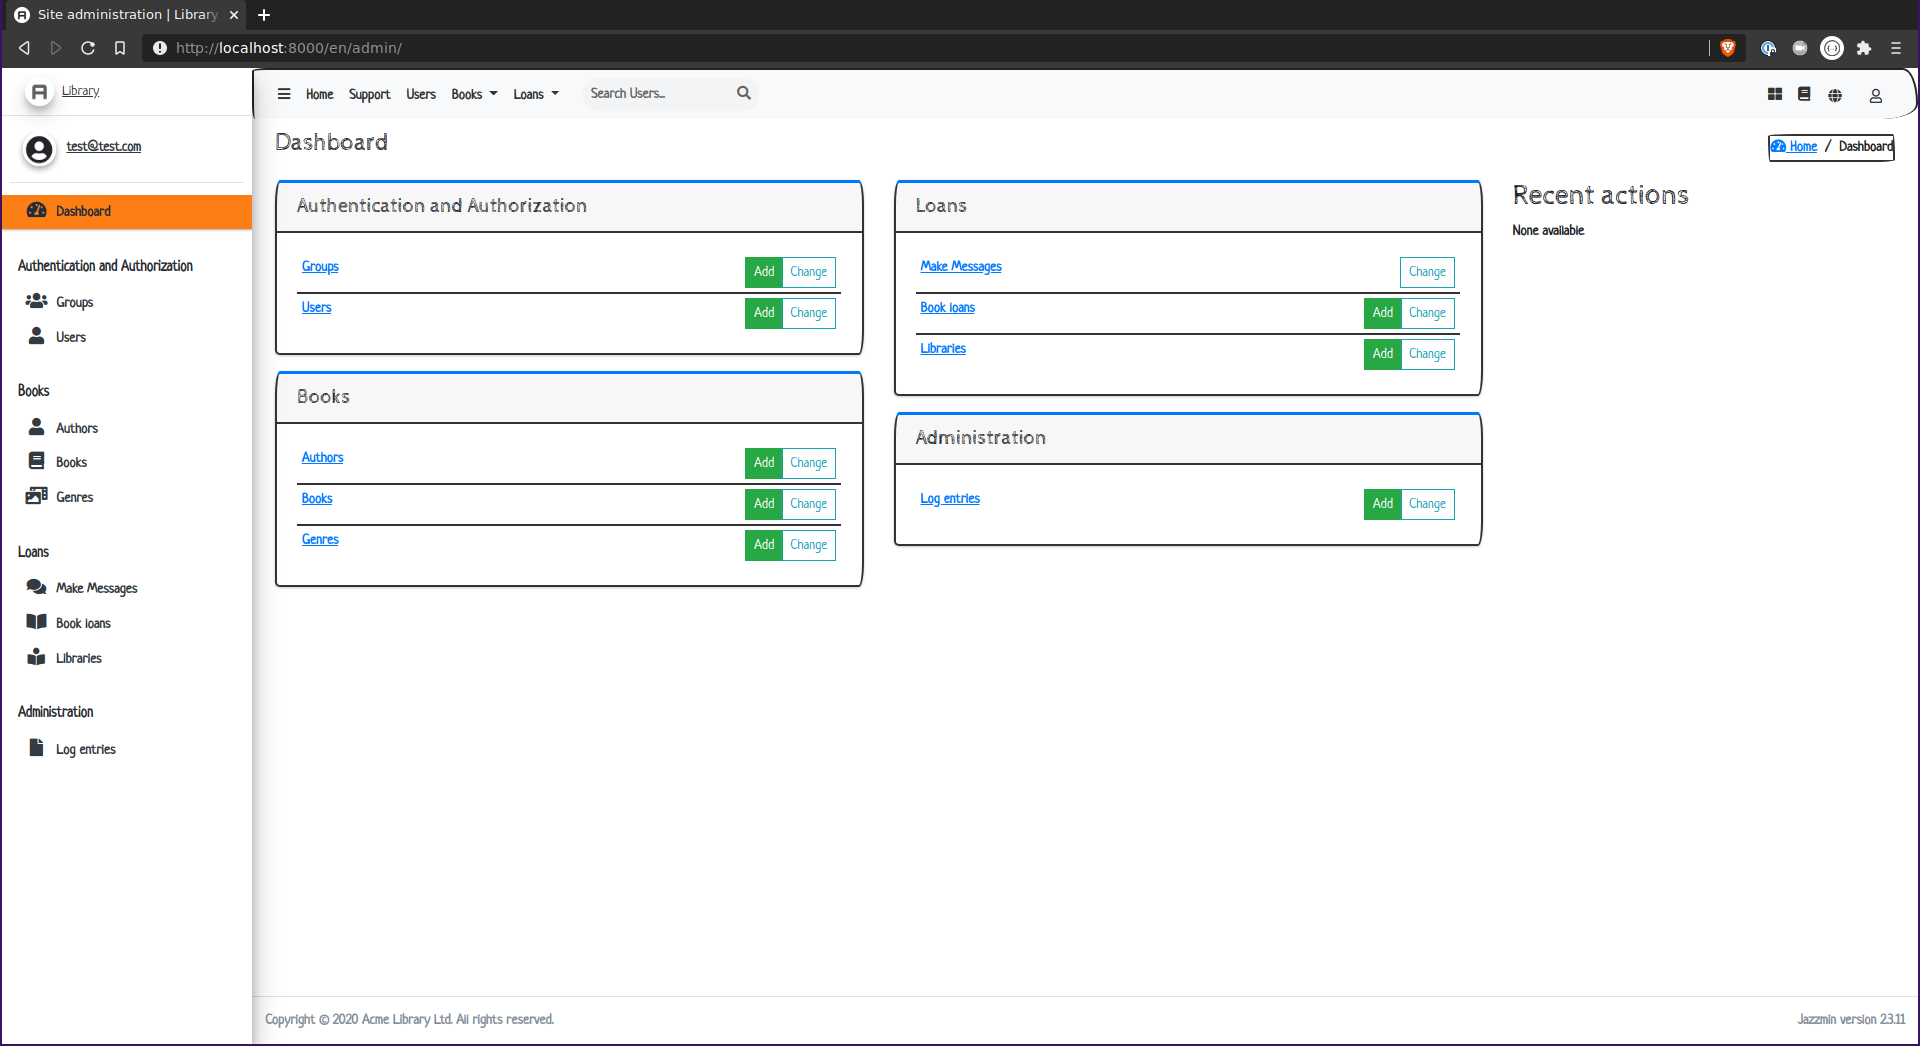 Site administration | Library
http://localhost:8000/en/admin/
Library
test@test.com
Dashboard
Authentication and Authorization
Groups
Users
Books
Authors
Books
Genres
Loans
Make Messages
Book loans
Libraries
Administration
Log entries
Home Support Users Books Loans Search Users...
Dashboard
Home / Dashboard
Authentication and Authorization
Groups Add Change
Users Add Change
Books
Authors Add Change
Books Add Change
Genres Add Change
Loans
Make Messages Change
Book loans Add Change
Libraries Add Change
Administration
Log entries Add Change
Recent actions
None available
Copyright © 2020 Acme Library Ltd. All rights reserved.
Jazzmin version 2.3.11